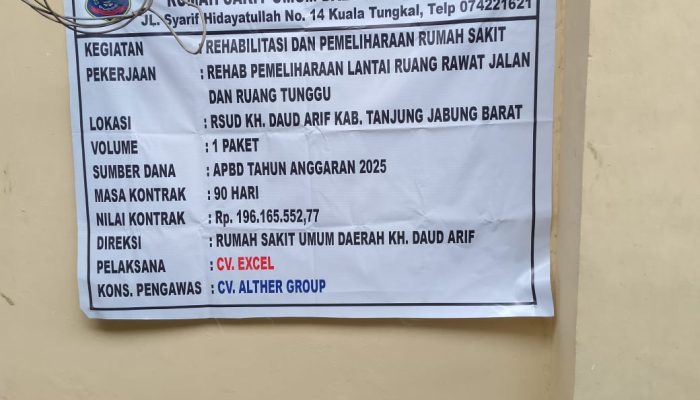 RUMAH SAKIT UMUM
JL. Syarif Hidayatullah No. 14 Kuala Tungkal, Telp 074221621
KEGIATAN : REHABILITASI DAN PEMELIHARAAN RUMAH SAKIT
PEKERJAAN : REHAB PEMELIHARAAN LANTAI RUANG RAWAT JALAN
DAN RUANG TUNGGU
LOKASI : RSUD KH. DAUD ARIF KAB. TANJUNG JABUNG BARAT
VOLUME : 1 PAKET
SUMBER DANA : APBD TAHUN ANGGARAN 2025
MASA KONTRAK : 90 HARI
NILAI KONTRAK : Rp. 196.165.552,77
DIREKSI : RUMAH SAKIT UMUM DAERAH KH. DAUD ARIF
PELAKSANA : CV. EXCEL
KONS. PENGAWAS : CV. ALTHER GROUP